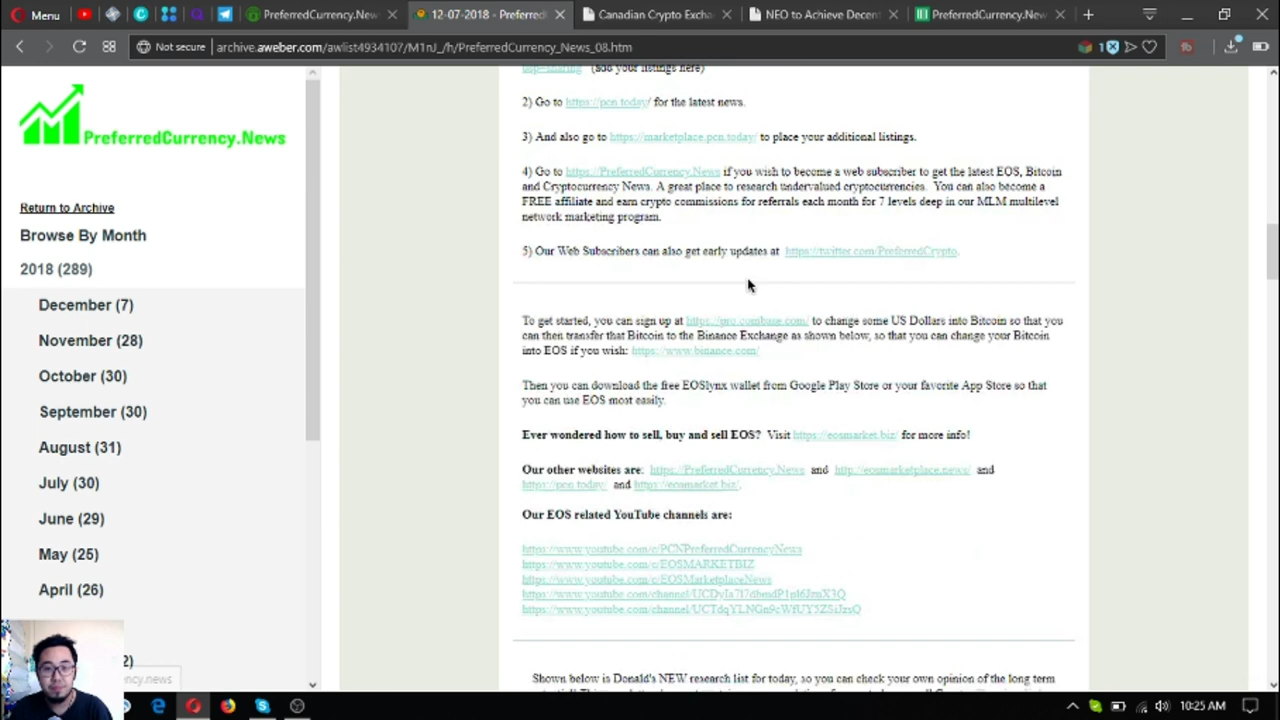 Menu
PreferredCurrency.N
12-07-2018 - Preferred
Canadian Crypto Excha
NEO to Achieve Decen
PreferredCurrency.Ne
Not secure
archive.aweber.com/awlist4934107/M1nJ_/h/PreferredCurrency_News_08.htm
1
PreferredCurrency.News
Return to Archive
Browse By Month
2018 (289)
December (7)
November (28)
October (30)
September (30)
August (31)
July (30)
June (29)
May (25)
April (26)
2)
ncy.news
usp=sharing (add your listings here)
2) Go to https://pcn.today/ for the latest news.
3) And also go to https://marketplace.pcn.today/ to place your additional listings.
4) Go to https://PreferredCurrency.News if you wish to become a web subscriber to get the latest EOS, Bitcoin
and Cryptocurrency News. A great place to research undervalued cryptocurrencies. You can also become a
FREE affiliate and earn crypto commissions for referrals each month for 7 levels deep in our MLM multilevel
network marketing program.
5) Our Web Subscribers can also get early updates at https://twitter.com/PreferredCrypto.
To get started, you can sign up at https://pro.coinbase.com/ to change some US Dollars into Bitcoin so that you
can then transfer that Bitcoin to the Binance Exchange as shown below, so that you can change your Bitcoin
into EOS if you wish: https://www.binance.com/
Then you can download the free EOSlynx wallet from Google Play Store or your favorite App Store so that
you can use EOS most easily.
Ever wondered how to sell, buy and sell EOS? Visit https://eosmarket.biz/ for more info!
Our other websites are: https://PreferredCurrency.News and http://eosmarketplace.news/ and
https://pcn.today/ and https://eosmarket.biz/.
Our EOS related YouTube channels are:
https://www.youtube.com/c/PCNPreferredCurrencyNews
https://www.youtube.com/c/EOSMARKETBIZ
https://www.youtube.com/c/EOSMarketplaceNews
Shown below is Donald's NEW research list for today, so you can check your own opinion of the long term
10:25 AM